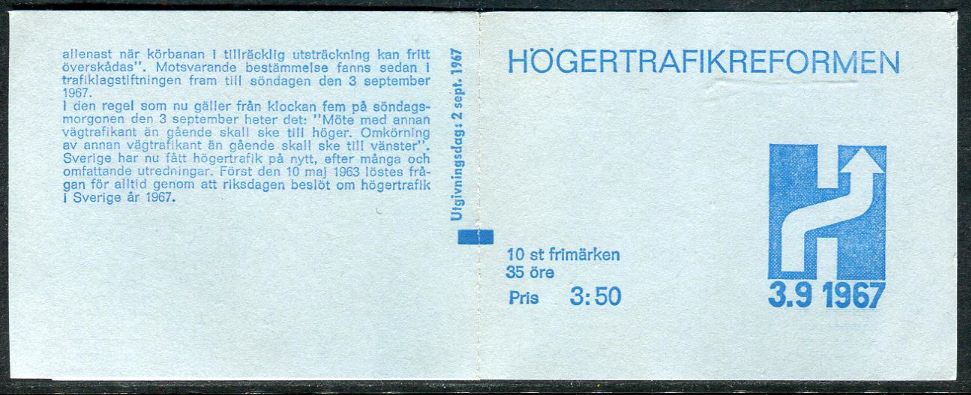 allenast när körbanan i tillräcklig utsträckning kan fritt
överskådas". Motsvarande bestämmelse fanns sedan i
trafiklagstiftningen fram till söndagen den 3 september
1967.
I den regel som nu gäller från klockan fem på söndags-
morgonen den 3 september heter det: "Möte med annan
vägtrafikant än gående skall ske till höger. Omkörning
av annan vägtrafikant än gående skall ske till vänster".
Sverige har nu fått högertrafik på nytt, efter många och
omfattande utredningar. Först den 10 maj 1963 löstes frå-
gan för alltid genom att riksdagen beslöt om högertrafik
i Sverige år 1967.
Utgivningsdag: 2 sept. 1967
HÖGERTRAFIKREFORMEN
H
3.9 1967
10 st frimärken
35 öre
Pris 3:50